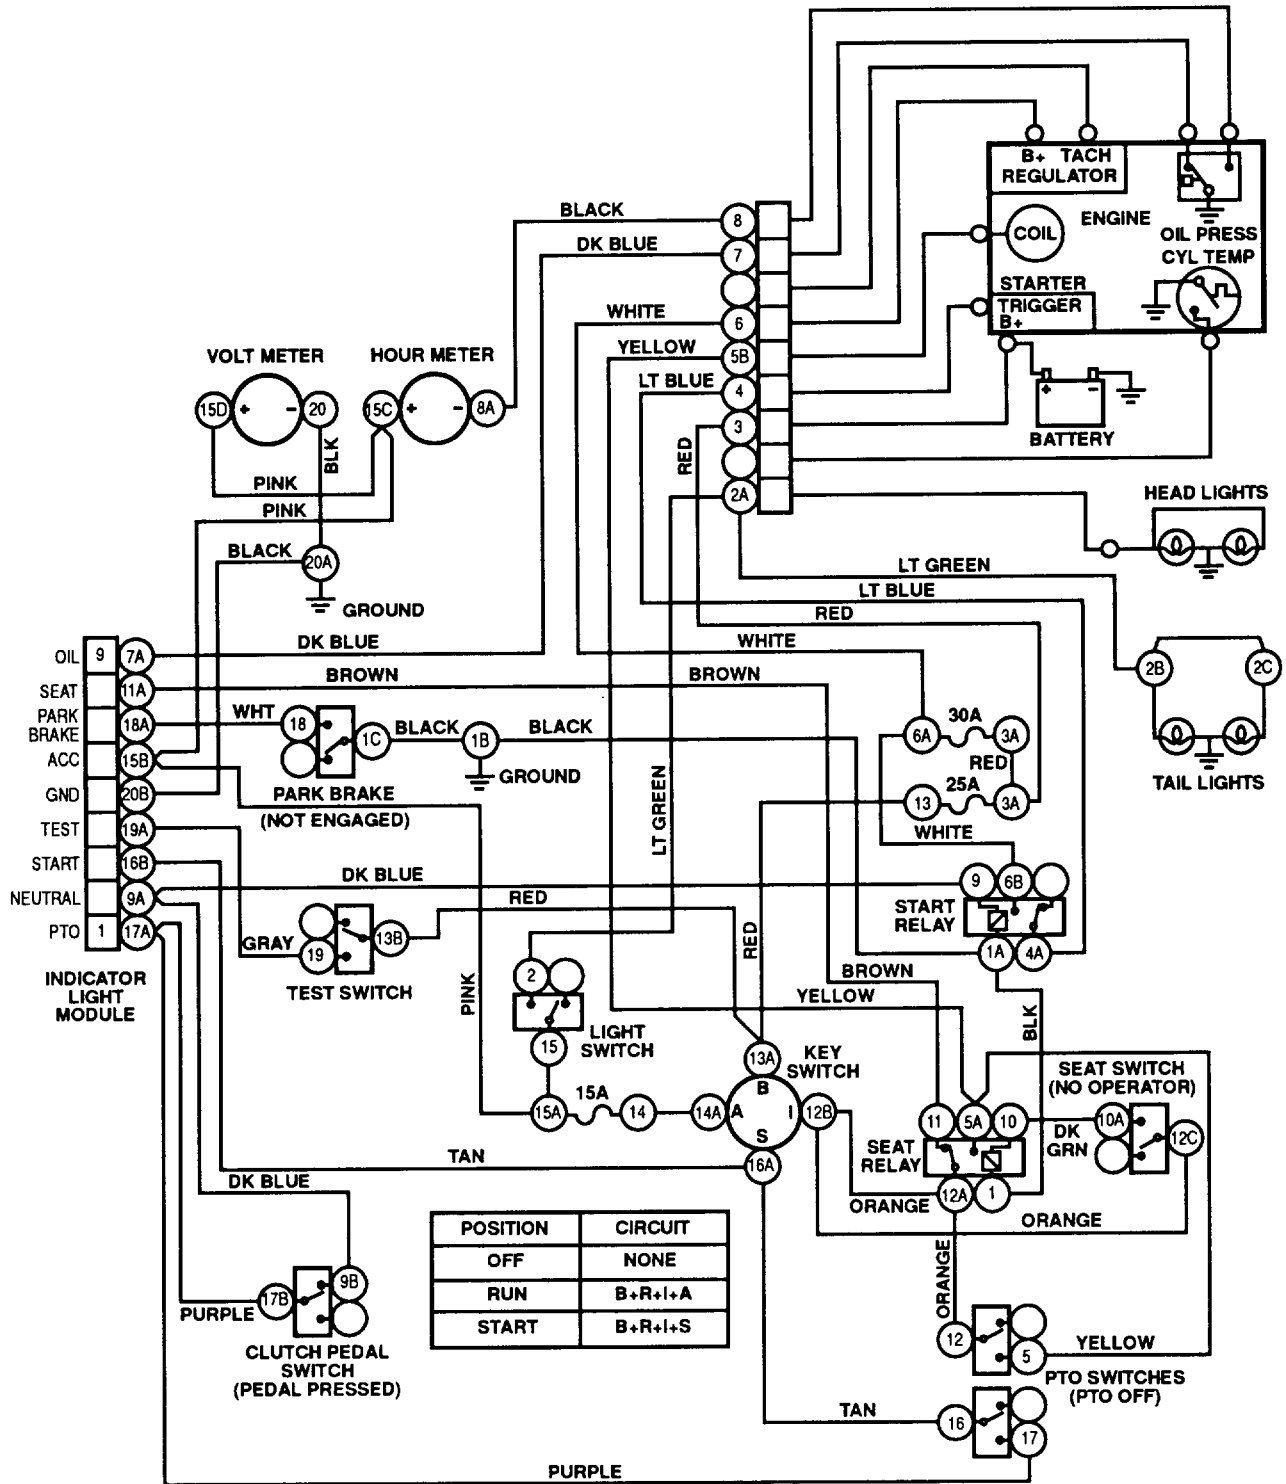 B+ TACH
REGULATOR
COIL
ENGINE
OIL PRESS
CYL TEMP
STARTER
TRIGGER
B+
+ -
BATTERY
BLACK
8
DK BLUE
7
WHITE
6
YELLOW
5B
LT BLUE
4
RED
3
2A
HEAD LIGHTS
VOLT METER
HOUR METER
15D
+ -
20
15C
+ -
8A
BLK
PINK
PINK
BLACK
20A
GROUND
LT GREEN
LT BLUE
RED
WHITE
2B
2C
TAIL LIGHTS
OIL
9
7A
DK BLUE
SEAT
11A
BROWN
BROWN
PARK
BRAKE
18A
WHT
18
1C
BLACK
1B
BLACK
GROUND
PARK BRAKE
(NOT ENGAGED)
ACC
15B
GND
20B
TEST
19A
START
16B
NEUTRAL
9A
PTO
1
17A
INDICATOR
LIGHT
MODULE
6A
30A
3A
RED
13
25A
3A
WHITE
LT GREEN
DK BLUE
RED
9
6B
START
RELAY
1A
4A
GRAY
19
13B
TEST SWITCH
PINK
2
LIGHT
SWITCH
15
RED
BROWN
YELLOW
BLK
13A
KEY
SWITCH
15A
15A
14
14A
B
A
I
S
12B
16A
SEAT SWITCH
(NO OPERATOR)
11
5A
10
DK
GRN
10A
12C
SEAT
RELAY
12A
1
ORANGE
ORANGE
ORANGE
TAN
DK BLUE
POSITION CIRCUIT
OFF NONE
RUN B+R+I+A
START B+R+I+S
9B
17B
PURPLE
CLUTCH PEDAL
SWITCH
(PEDAL PRESSED)
12
5
YELLOW
PTO SWITCHES
(PTO OFF)
TAN
16
17
PURPLE